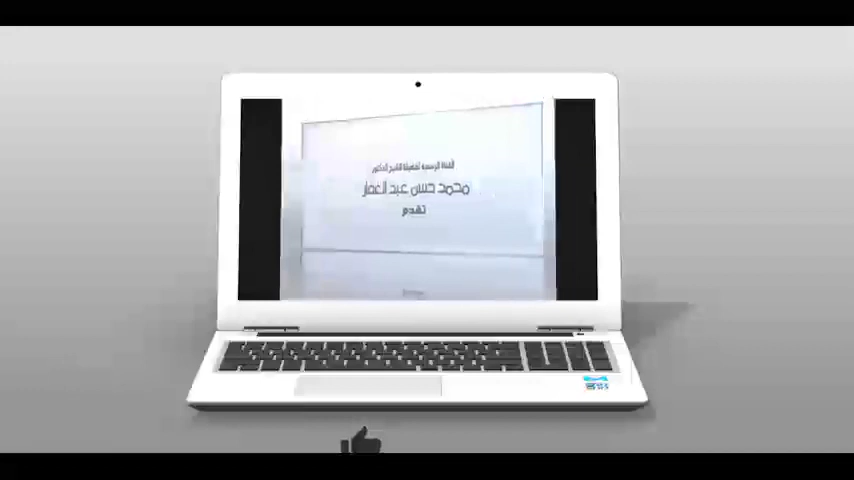 القناة الرسمية لفضيلة الشيخ الدكتور
محمد حسن عبد الغفار
تقدم